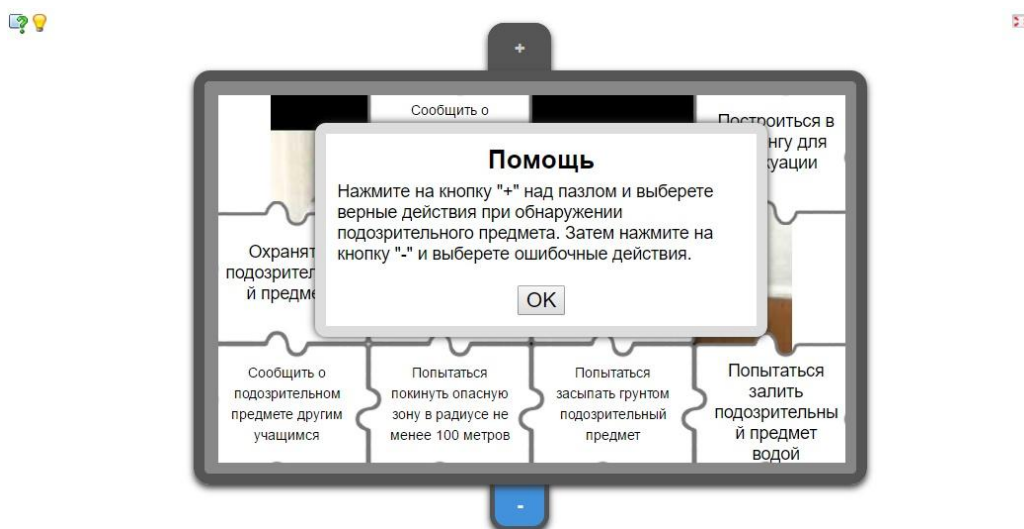 +
Сообщить о
Построиться в
нгу для
уации
Помощь
Нажмите на кнопку "+" над пазлом и выберете
верные действия при обнаружении
подозрительного предмета. Затем нажмите на
кнопку "-" и выберете ошибочные действия.
OK
Охранят
подозрител
й предме
Сообщить о
подозрительном
предмете другим
учащимся
Попытаться
покинуть опасную
зону в радиусе не
менее 100 метров
Попытаться
засыпать грунтом
подозрительный
предмет
Попытаться
залить
подозрительны
й предмет
водой
-